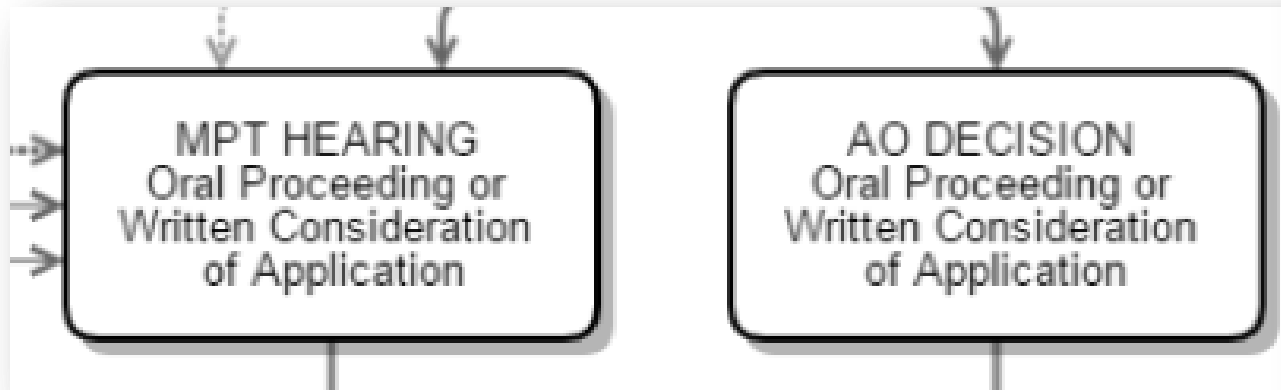 MPT HEARING
Oral Proceeding or
Written Consideration
of Application
AO DECISION
Oral Proceeding or
Written Consideration
of Application